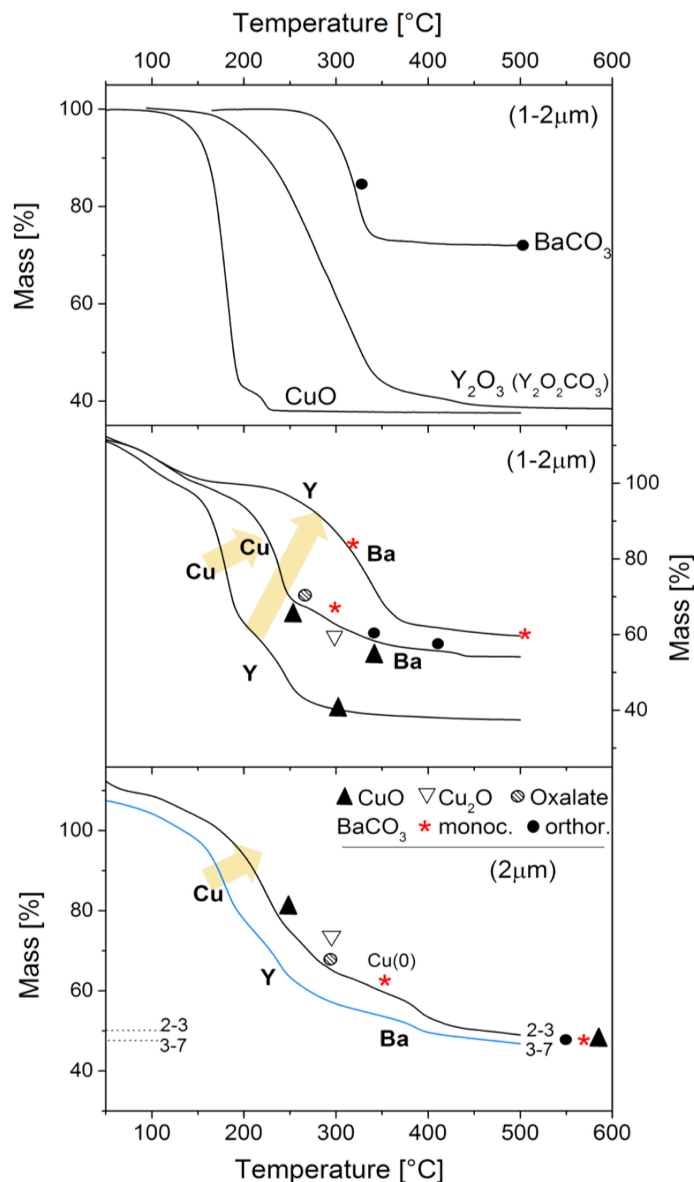 Temperature [°C]
100 200 300 400 500 600
(1-2μm)
100
80
60
40
Mass [%]
BaCO₃
Y₂O₃ (Y₂O₂CO₃)
CuO
(1-2μm)
100
80
60
40
Mass [%]
Y
Cu
Cu
Ba
Y
Ba
CuO Cu₂O Oxalate
BaCO₃ * monoc. orthor.
(2μm)
100
80
60
40
Mass [%]
Cu
Cu(0)
Y
Ba
2-3
3-7
2-3
3-7
100 200 300 400 500 600
Temperature [°C]